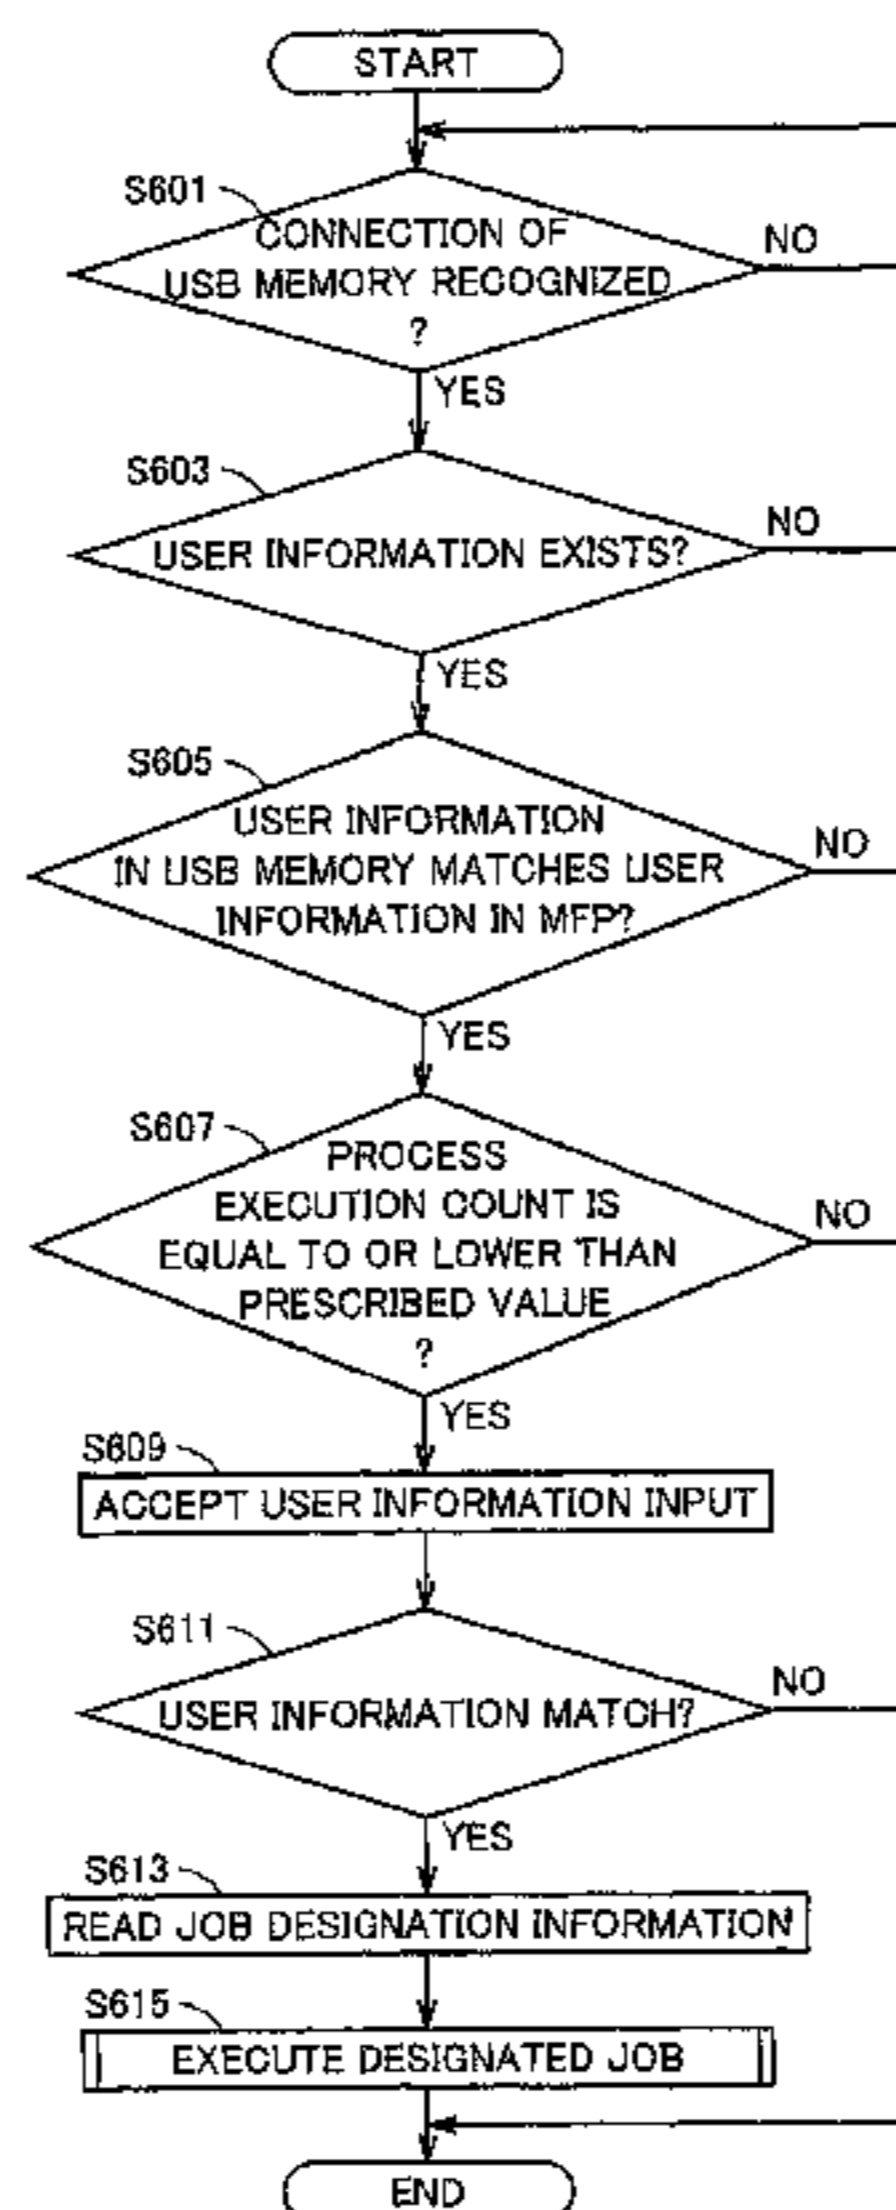 START
S601
CONNECTION OF
USB MEMORY RECOGNIZED
?
NO
YES
S603
USER INFORMATION EXISTS?
NO
YES
S605
USER INFORMATION
IN USB MEMORY MATCHES USER
INFORMATION IN MFP?
NO
YES
S607
PROCESS
EXECUTION COUNT IS
EQUAL TO OR LOWER THAN
PRESCRIBED VALUE
?
NO
YES
S609
ACCEPT USER INFORMATION INPUT
S611
USER INFORMATION MATCH?
NO
YES
S613
READ JOB DESIGNATION INFORMATION
S615
EXECUTE DESIGNATED JOB
END